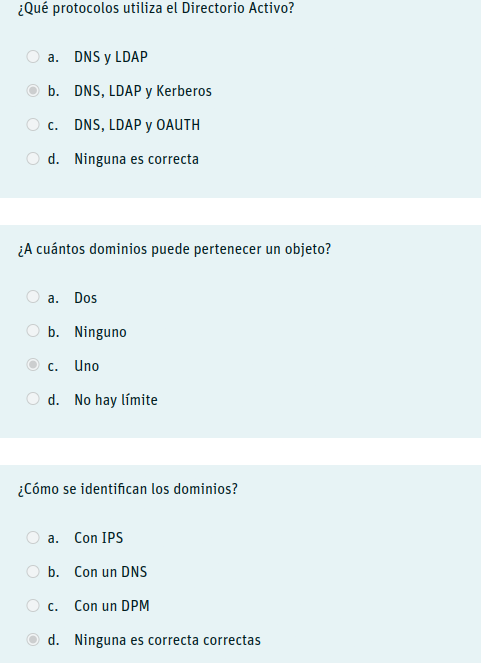 ¿Qué protocolos utiliza el Directorio Activo?
a. DNS y LDAP
b. DNS, LDAP y Kerberos
c. DNS, LDAP y OAUTH
d. Ninguna es correcta
¿A cuántos dominios puede pertenecer un objeto?
a. Dos
b. Ninguno
c. Uno
d. No hay límite
¿Cómo se identifican los dominios?
a. Con IPS
b. Con un DNS
c. Con un DPM
d. Ninguna es correcta correctas